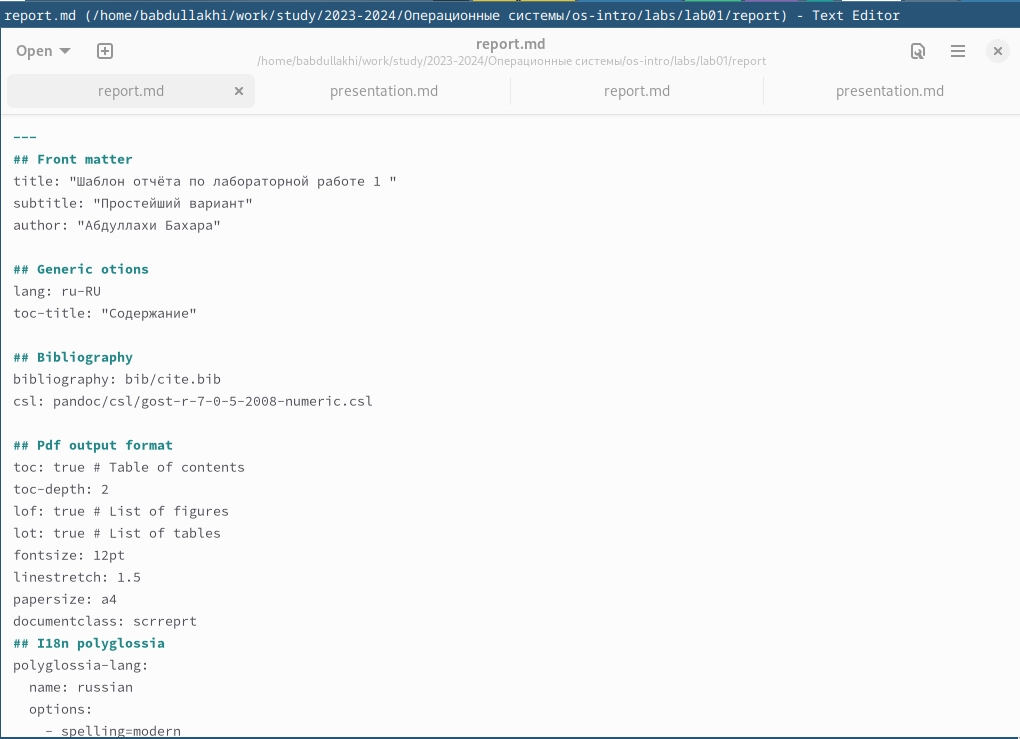 report.md (/home/babdullakhi/work/study/2023-2024/Операционные системы/os-intro/labs/lab01/report) - Text Editor
Open
report.md
/home/babdullakhi/work/study/2023-2024/Операционные системы/os-intro/labs/lab01/report
report.md presentation.md report.md presentation.md
---
## Front matter
title: "Шаблон отчёта по лабораторной работе 1 "
subtitle: "Простейший вариант"
author: "Абдуллахи Бахара"
## Generic otions
lang: ru-RU
toc-title: "Содержание"
## Bibliography
bibliography: bib/cite.bib
csl: pandoc/csl/gost-r-7-0-5-2008-numeric.csl
## Pdf output format
toc: true # Table of contents
toc-depth: 2
lof: true # List of figures
lot: true # List of tables
fontsize: 12pt
linestretch: 1.5
papersize: a4
documentclass: scrreprt
## I18n polyglossia
polyglossia-lang:
  name: russian
  options:
    - spelling=modern